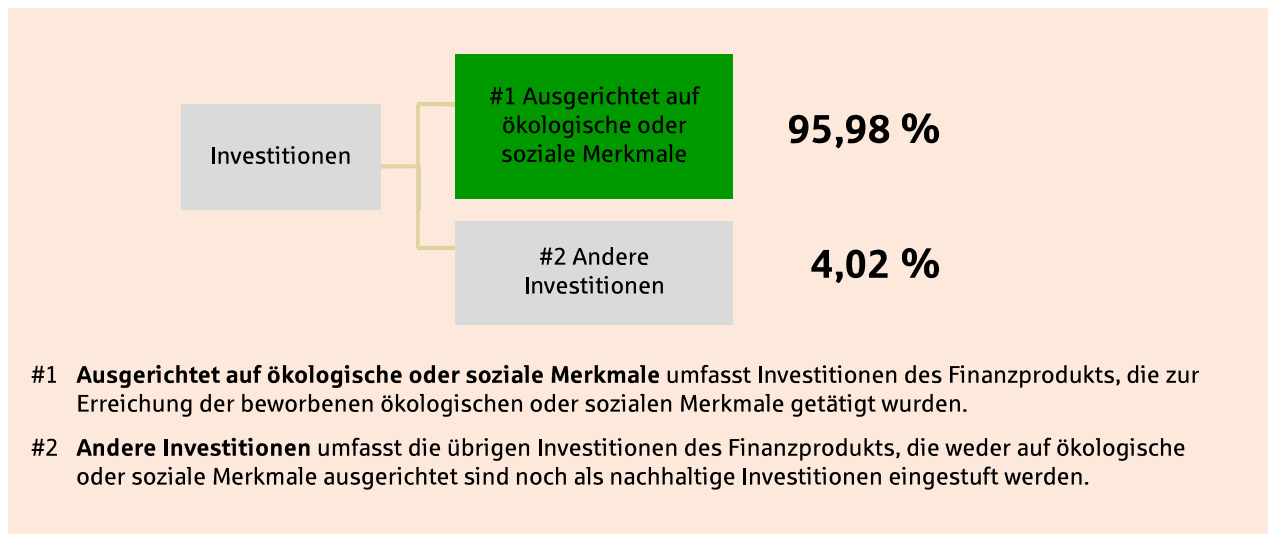 Investitionen
#1 Ausgerichtet auf
ökologische oder
soziale Merkmale
95,98 %
#2 Andere
Investitionen
4,02 %
#1 Ausgerichtet auf ökologische oder soziale Merkmale umfasst Investitionen des Finanzprodukts, die zur
Erreichung der beworbenen ökologischen oder sozialen Merkmale getätigt wurden.
#2 Andere Investitionen umfasst die übrigen Investitionen des Finanzprodukts, die weder auf ökologische
oder soziale Merkmale ausgerichtet sind noch als nachhaltige Investitionen eingestuft werden.